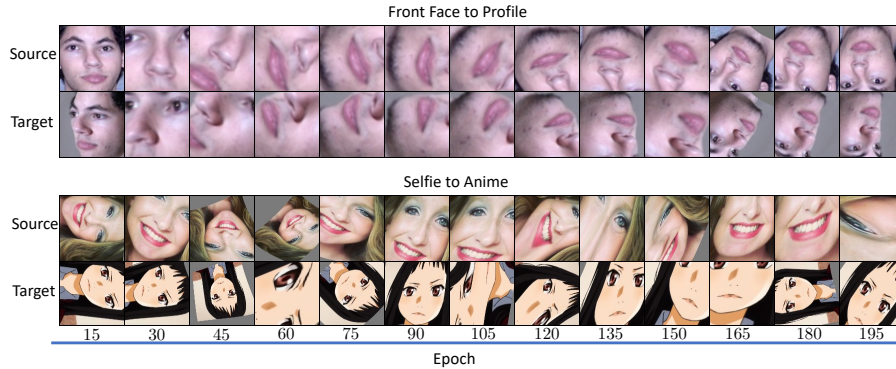 Front Face to Profile
Source
Target
Selfie to Anime
Source
Target
15 30 45 60 75 90 105 120 135 150 165 180 195
Epoch